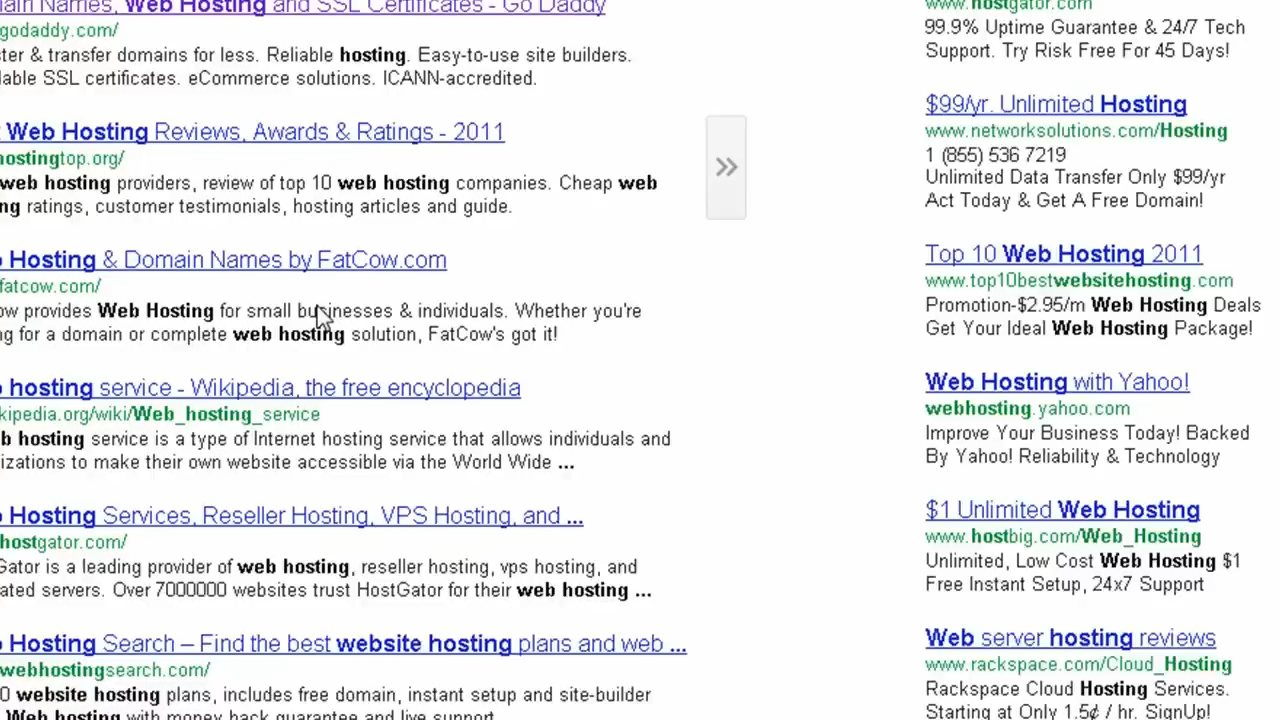 ain Names, Web Hosting and SSL Certificates - Go Daddy
godaddy.com/
ster & transfer domains for less. Reliable hosting. Easy-to-use site builders.
dable SSL certificates. eCommerce solutions. ICANN-accredited.
t Web Hosting Reviews, Awards & Ratings - 2011
hostingtop.org/
web hosting providers, review of top 10 web hosting companies. Cheap web
ng ratings, customer testimonials, hosting articles and guide.
b Hosting & Domain Names by FatCow.com
fatcow.com/
ow provides Web Hosting for small businesses & individuals. Whether you're
ng for a domain or complete web hosting solution, FatCow's got it!
b hosting service - Wikipedia, the free encyclopedia
kipedia.org/wiki/Web_hosting_service
b hosting service is a type of Internet hosting service that allows individuals and
izations to make their own website accessible via the World Wide ...
b Hosting Services, Reseller Hosting, VPS Hosting, and ...
hostgator.com/
Gator is a leading provider of web hosting, reseller hosting, vps hosting, and
ated servers. Over 7000000 websites trust HostGator for their web hosting ...
b Hosting Search – Find the best website hosting plans and web ...
webhostingsearch.com/
0 website hosting plans, includes free domain, instant setup and site-builder
Web hosting with money back guarantee and live support
»
www.hostgator.com
99.9% Uptime Guarantee & 24/7 Tech
Support. Try Risk Free For 45 Days!
$99/yr. Unlimited Hosting
www.networksolutions.com/Hosting
1 (855) 536 7219
Unlimited Data Transfer Only $99/yr
Act Today & Get A Free Domain!
Top 10 Web Hosting 2011
www.top10bestwebsitehosting.com
Promotion-$2.95/m Web Hosting Deals
Get Your Ideal Web Hosting Package!
Web Hosting with Yahoo!
webhosting.yahoo.com
Improve Your Business Today! Backed
By Yahoo! Reliability & Technology
$1 Unlimited Web Hosting
www.hostbig.com/Web_Hosting
Unlimited, Low Cost Web Hosting $1
Free Instant Setup, 24x7 Support
Web server hosting reviews
www.rackspace.com/Cloud_Hosting
Rackspace Cloud Hosting Services.
Starting at Only 1.5¢ / hr. SignUp!